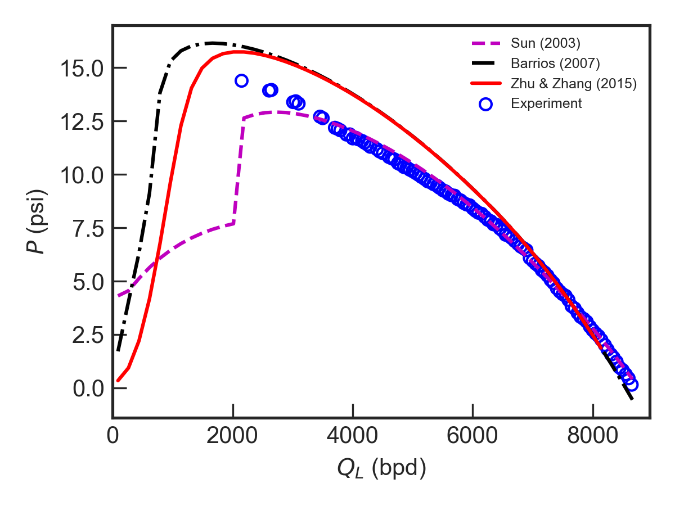 Sun (2003)
Barrios (2007)
Zhu & Zhang (2015)
Experiment
15.0
12.5
10.0
7.5
5.0
2.5
0.0
P (psi)
0 2000 4000 6000 8000
Q_L (bpd)